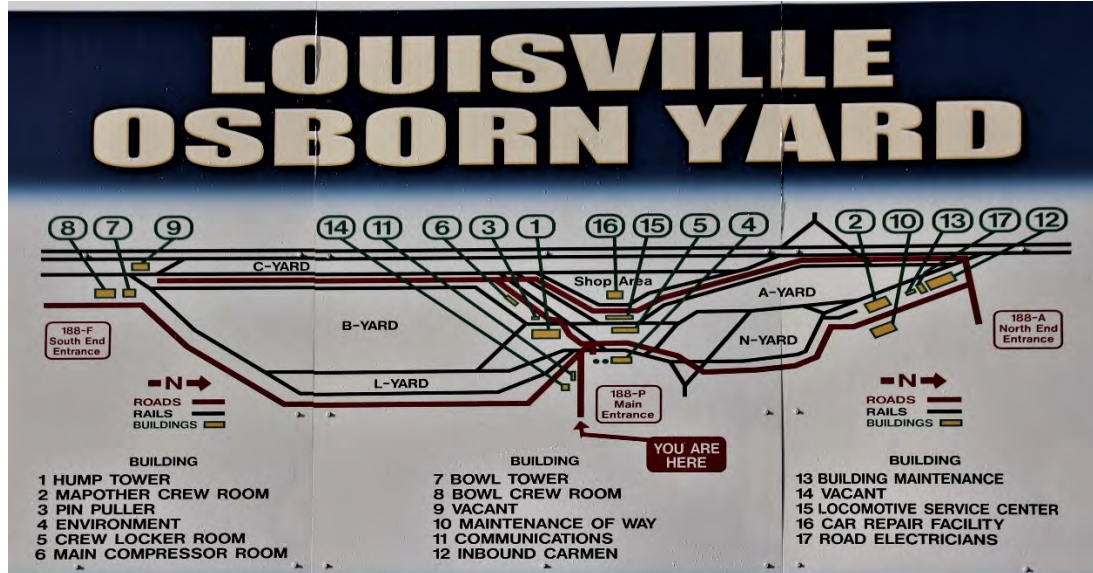 LOUISVILLE
OSBORN YARD
8 7 9 14 11 6 3 1 16 15 5 4 2 10 13 17 12
C-YARD
Shop Area
A-YARD
B-YARD
N-YARD
L-YARD
188-F
South End
Entrance
188-A
North End
Entrance
188-P
Main
Entrance
N
ROADS
RAILS
BUILDINGS
N
ROADS
RAILS
BUILDINGS
YOU ARE
HERE
BUILDING
1 HUMP TOWER
2 MAPOTHER CREW ROOM
3 PIN PULLER
4 ENVIRONMENT
5 CREW LOCKER ROOM
6 MAIN COMPRESSOR ROOM
BUILDING
7 BOWL TOWER
8 BOWL CREW ROOM
9 VACANT
10 MAINTENANCE OF WAY
11 COMMUNICATIONS
12 INBOUND CARMEN
BUILDING
13 BUILDING MAINTENANCE
14 VACANT
15 LOCOMOTIVE SERVICE CENTER
16 CAR REPAIR FACILITY
17 ROAD ELECTRICIANS